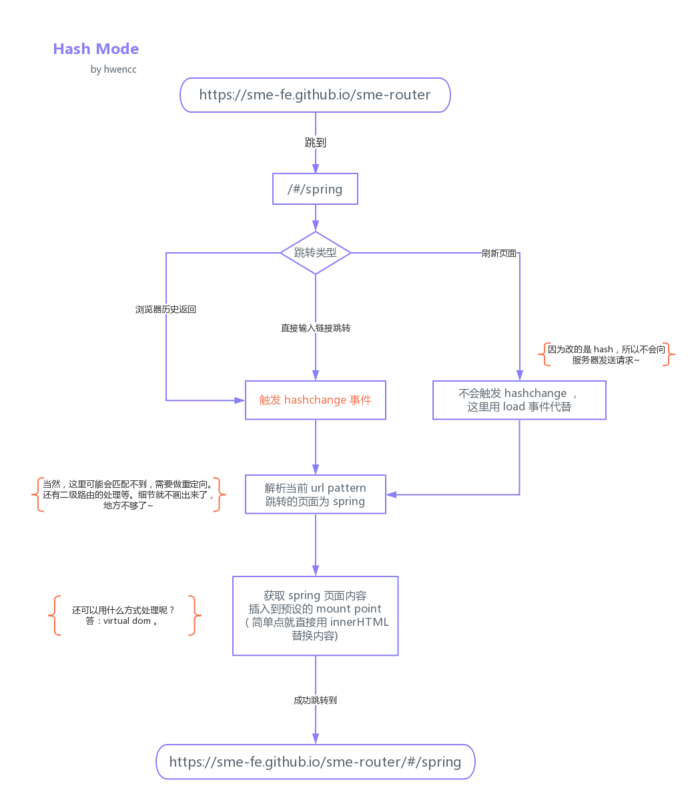 Hash Mode
by hwencc
https://sme-fe.github.io/sme-router
跳到
/#/spring
跳转类型
刷新页面
浏览器历史返回
直接输入链接跳转
因为改的是 hash，所以不会向
服务器发送请求~
触发 hashchange 事件
不会触发 hashchange ，
这里用 load 事件代替
当然，这里可能会匹配不到，需要做重定向。
还有二级路由的处理等。细节就不画出来了，
地方不够了~
解析当前 url pattern
跳转的页面为 spring
还可以用什么方式处理呢？
答：virtual dom 。
获取 spring 页面内容
插入到预设的 mount point
（简单点就直接用 innerHTML
替换内容)
成功跳转到
https://sme-fe.github.io/sme-router/#/spring